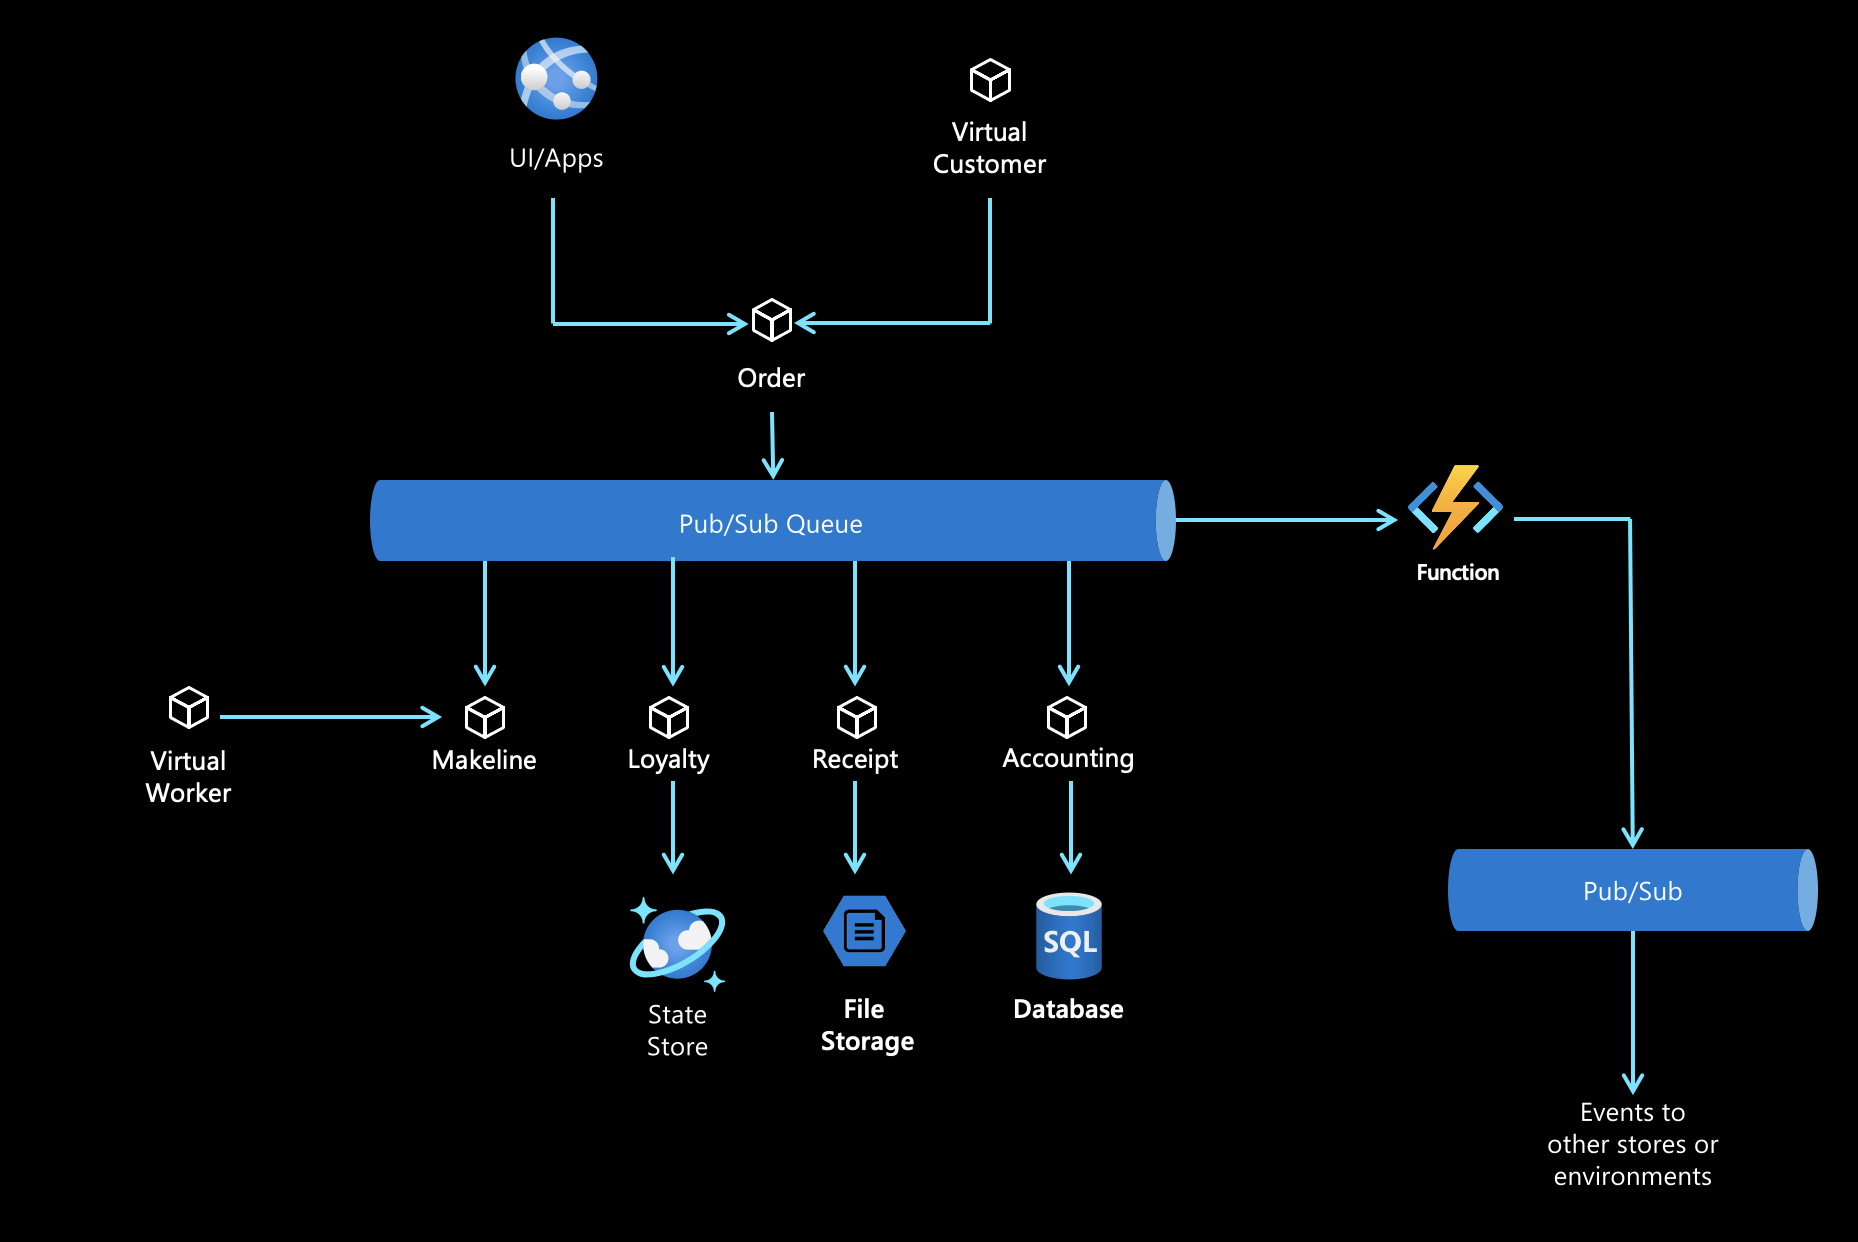 UI/Apps
Virtual
Customer
Order
Pub/Sub Queue
Function
Virtual
Worker
Makeline
Loyalty
Receipt
Accounting
Pub/Sub
SQL
State
Store
File
Storage
Database
Events to
other stores or
environments